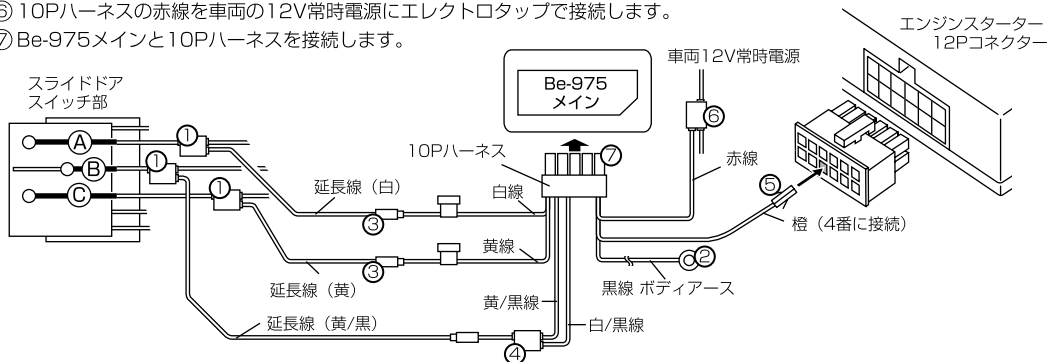 ⑥ 10Pハーネスの赤線を車両の12V常時電源にエレクトロタップで接続します。
⑦ Be-975メインと10Pハーネスを接続します。
エンジンスターター
12Pコネクター
車両12V常時電源
スライドドア
スイッチ部
Be-975
メイン
A
①
⑥
B
①
10Pハーネス
⑦
赤線
C
①
延長線（白）
白線
⑤
③
橙（4番に接続）
黄線
②
③
延長線（黄）
黒線 ボディアース
黄/黒線
延長線（黄/黒）
白/黒線
④